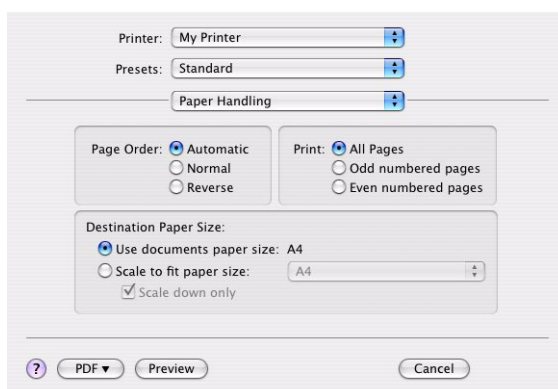 Printer: My Printer
Presets: Standard
Paper Handling
Page Order: Automatic Print: All Pages
Normal Odd numbered pages
Reverse Even numbered pages
Destination Paper Size:
Use documents paper size: A4
Scale to fit paper size: A4
Scale down only
? PDF ▼ Preview Cancel